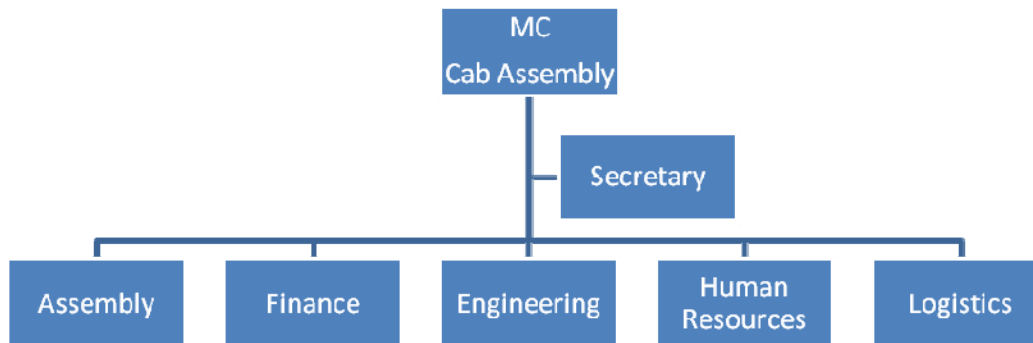 MC
Cab Assembly
Secretary
Assembly
Finance
Engineering
Human
Resources
Logistics